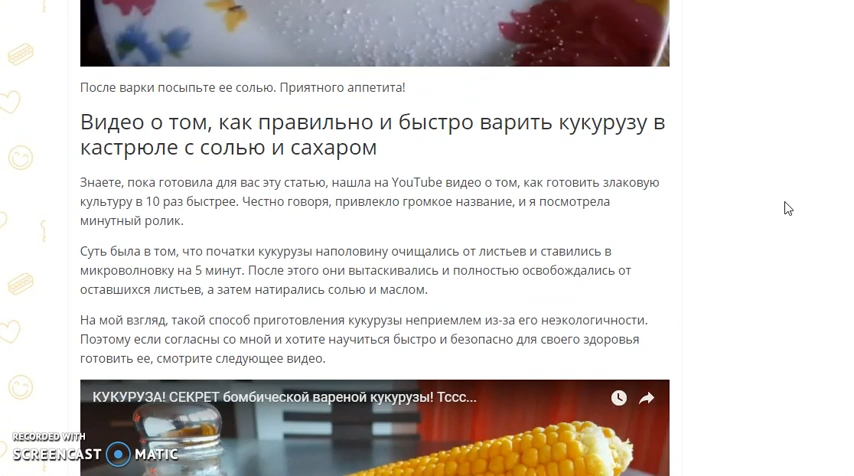 После варки посыпьте ее солью. Приятного аппетита!
Видео о том, как правильно и быстро варить кукурузу в
кастрюле с солью и сахаром
Знаете, пока готовила для вас эту статью, нашла на YouTube видео о том, как готовить злаковую
культуру в 10 раз быстрее. Честно говоря, привлекло громкое название, и я посмотрела
минутный ролик.
Суть была в том, что початки кукурузы наполовину очищались от листьев и ставились в
микроволновку на 5 минут. После этого они вытаскивались и полностью освобождались от
оставшихся листьев, а затем натирались солью и маслом.
На мой взгляд, такой способ приготовления кукурузы неприемлем из-за его неэкологичности.
Поэтому если согласны со мной и хотите научиться быстро и безопасно для своего здоровья
готовить ее, смотрите следующее видео.
КУКУРУЗА! СЕКРЕТ бомбической вареной кукурузы! Тссс...
RECORDED WITH
SCREENCAST MATIC